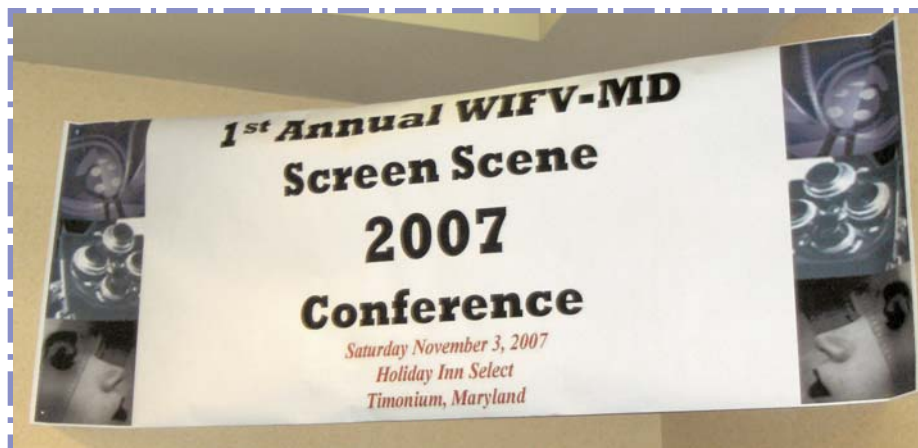 1st Annual WIFV-MD
Screen Scene
2007
Conference
Saturday November 3, 2007
Holiday Inn Select
Timonium, Maryland